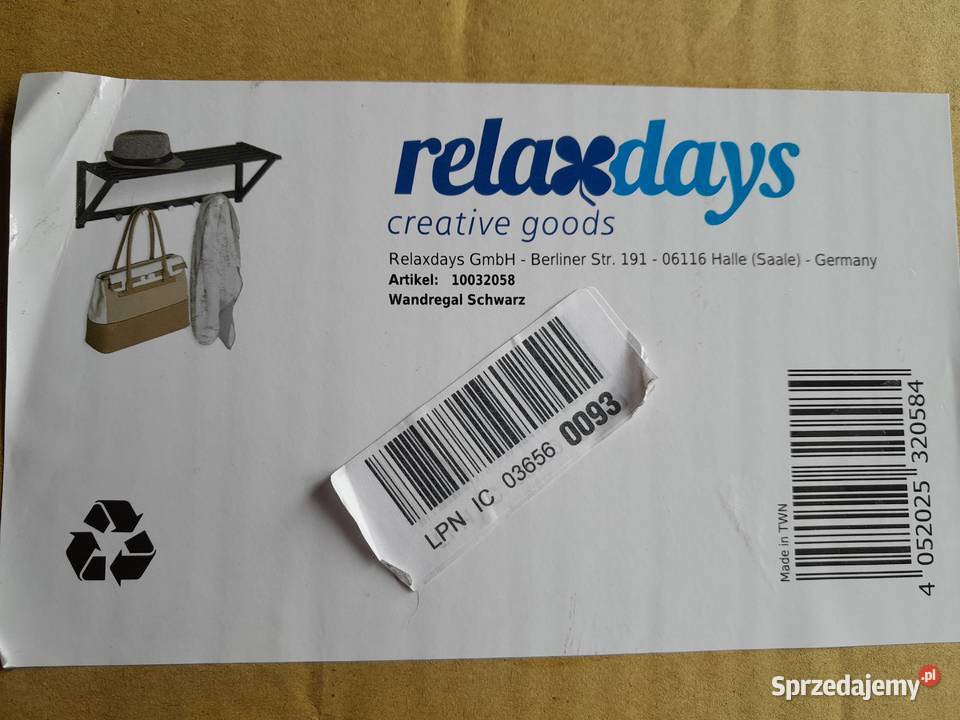 relaxdays
creative goods
Relaxdays GmbH - Berliner Str. 191 - 06116 Halle (Saale) - Germany
Artikel: 10032058
Wandregal Schwarz
LPN IC 03656 0093
Made in TWN
4 052025 320584
Sprzedajemy.pl